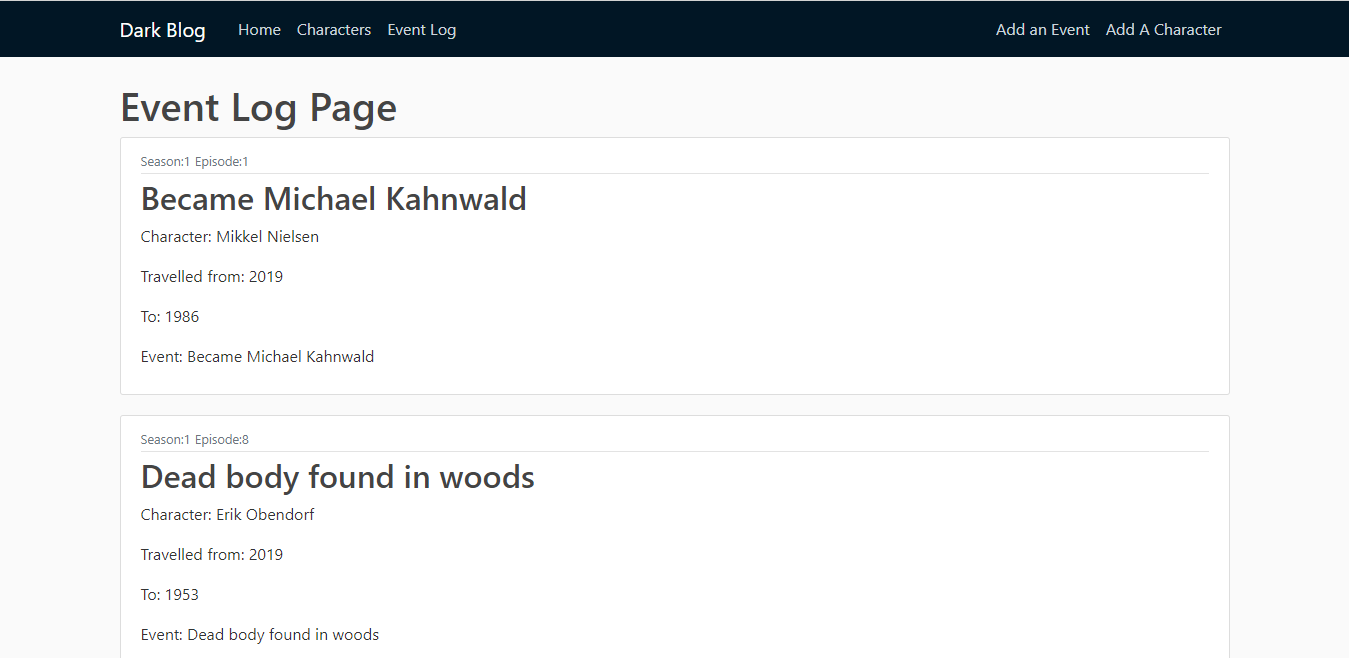 Dark Blog Home Characters Event Log Add an Event Add A Character
Event Log Page
Season:1 Episode:1
Became Michael Kahnwald
Character: Mikkel Nielsen
Travelled from: 2019
To: 1986
Event: Became Michael Kahnwald
Season:1 Episode:8
Dead body found in woods
Character: Erik Obendorf
Travelled from: 2019
To: 1953
Event: Dead body found in woods